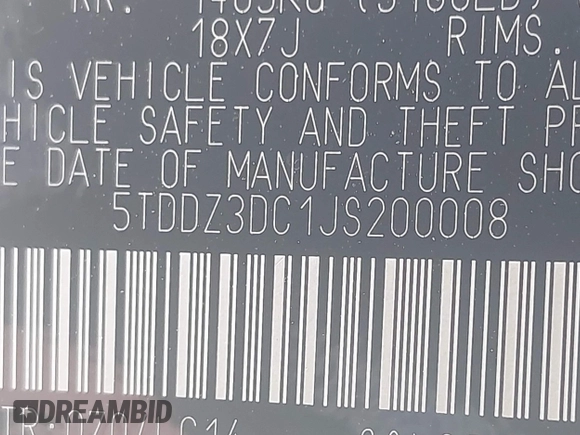 18X7J RIMS.
IS VEHICLE CONFORMS TO AL
HICLE SAFETY AND THEFT PR
E DATE OF MANUFACTURE SHO
5TDDZ3DC1JS200008
DREAMBID